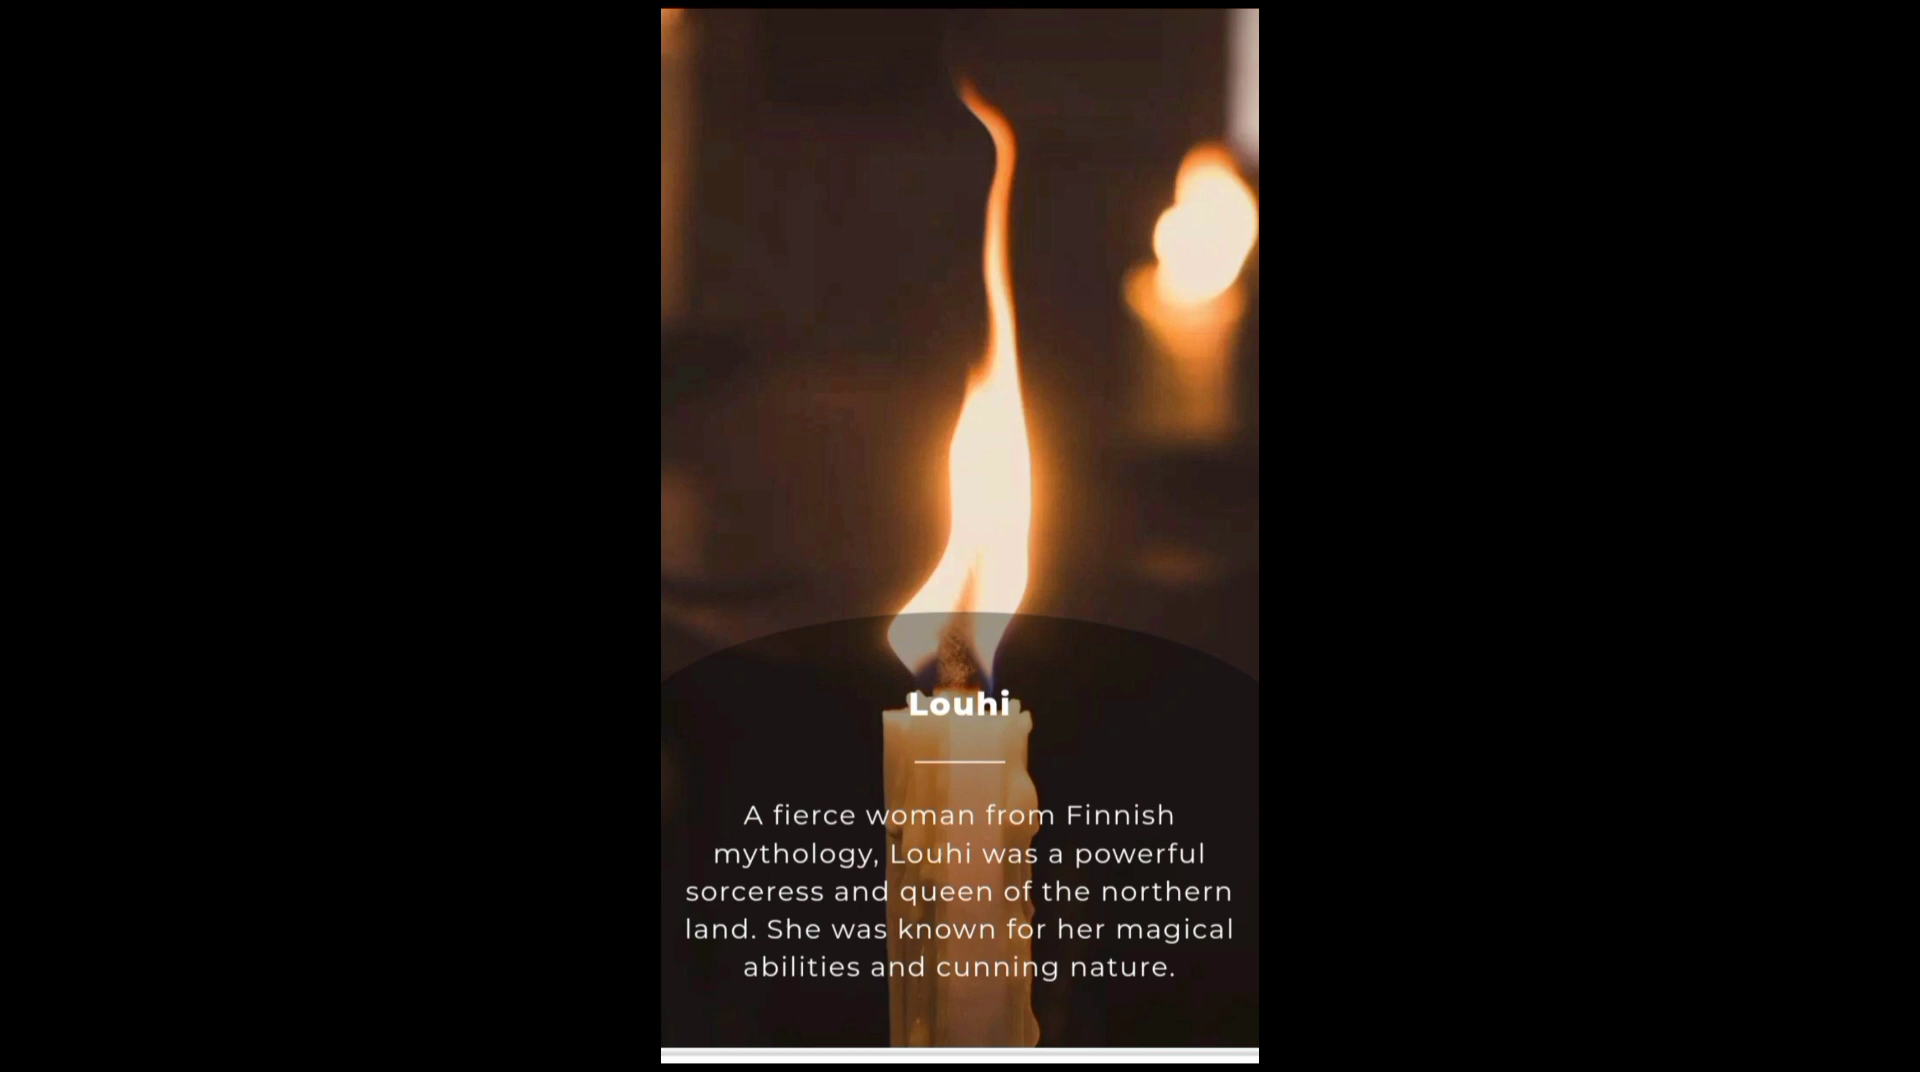 Louhi
A fierce woman from Finnish
mythology, Louhi was a powerful
sorceress and queen of the northern
land. She was known for her magical
abilities and cunning nature.